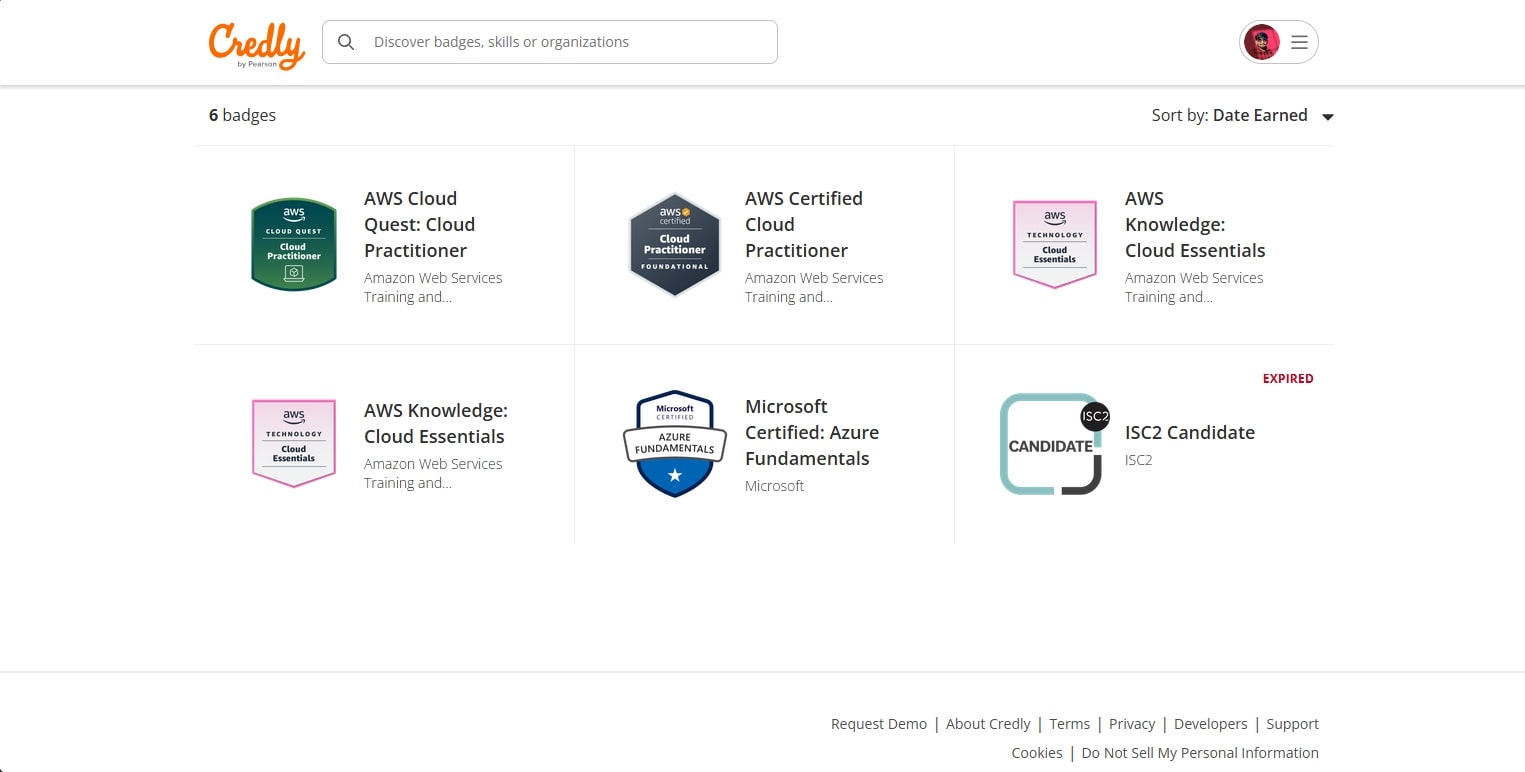 Credly
by Pearson
Discover badges, skills or organizations
6 badges
Sort by: Date Earned
aws
CLOUD QUEST
Cloud
Practitioner
AWS Cloud
Quest: Cloud
Practitioner
Amazon Web Services
Training and...
aws
certified
Cloud
Practitioner
FOUNDATIONAL
AWS Certified
Cloud
Practitioner
Amazon Web Services
Training and...
aws
TECHNOLOGY
Cloud
Essentials
AWS
Knowledge:
Cloud Essentials
Amazon Web Services
Training and...
aws
TECHNOLOGY
Cloud
Essentials
AWS Knowledge:
Cloud Essentials
Amazon Web Services
Training and...
Microsoft
CERTIFIED
AZURE
FUNDAMENTALS
Microsoft
Certified: Azure
Fundamentals
Microsoft
EXPIRED
ISC2
CANDIDATE
ISC2 Candidate
ISC2
Request Demo | About Credly | Terms | Privacy | Developers | Support
Cookies | Do Not Sell My Personal Information